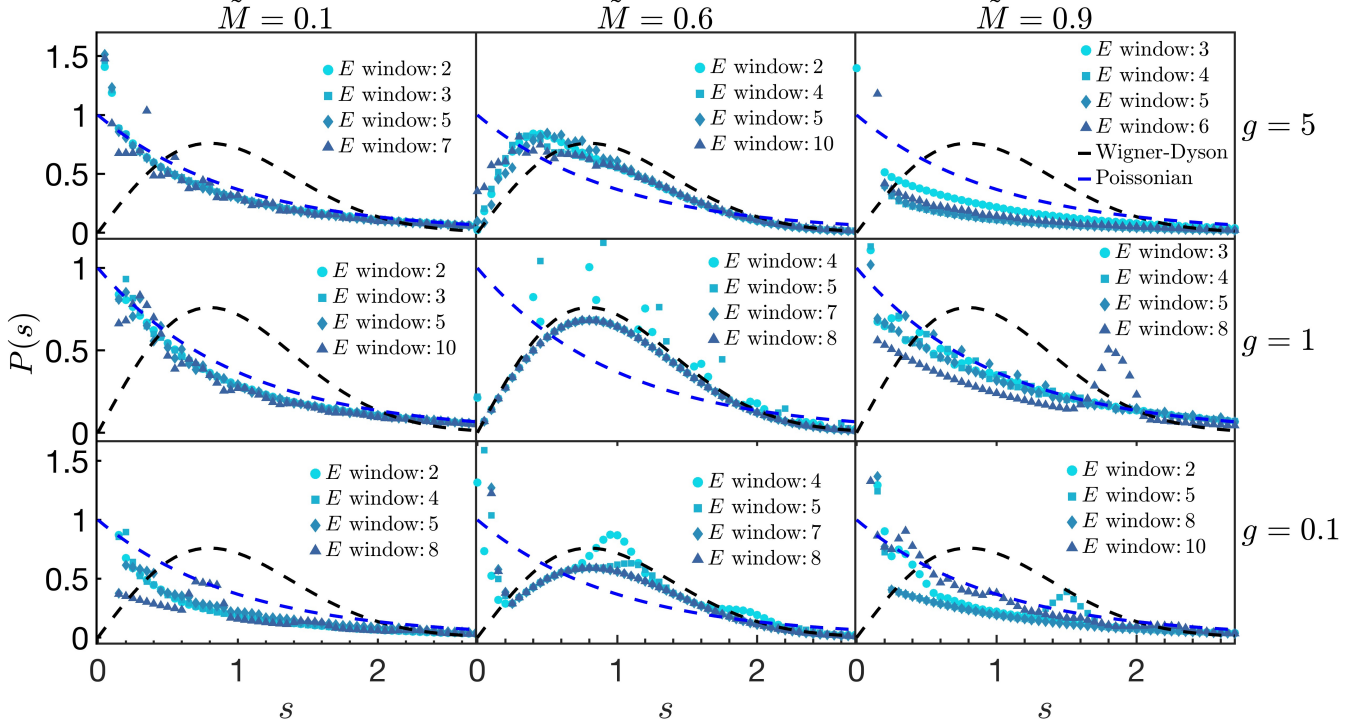 M̃ = 0.1 M̃ = 0.6 M̃ = 0.9
1.5
1
0.5
0
E window: 2
E window: 3
E window: 5
E window: 7
E window: 2
E window: 4
E window: 5
E window: 10
E window: 3
E window: 4
E window: 5
E window: 6
Wigner-Dyson
Poissonian
g = 5
P(s)
1
0.5
0
E window: 2
E window: 3
E window: 5
E window: 10
E window: 4
E window: 5
E window: 7
E window: 8
E window: 3
E window: 4
E window: 5
E window: 8
g = 1
1.5
1
0.5
0
E window: 2
E window: 4
E window: 5
E window: 8
E window: 4
E window: 5
E window: 7
E window: 8
E window: 2
E window: 5
E window: 8
E window: 10
g = 0.1
0 1 2 0 1 2 0 1 2
s s s